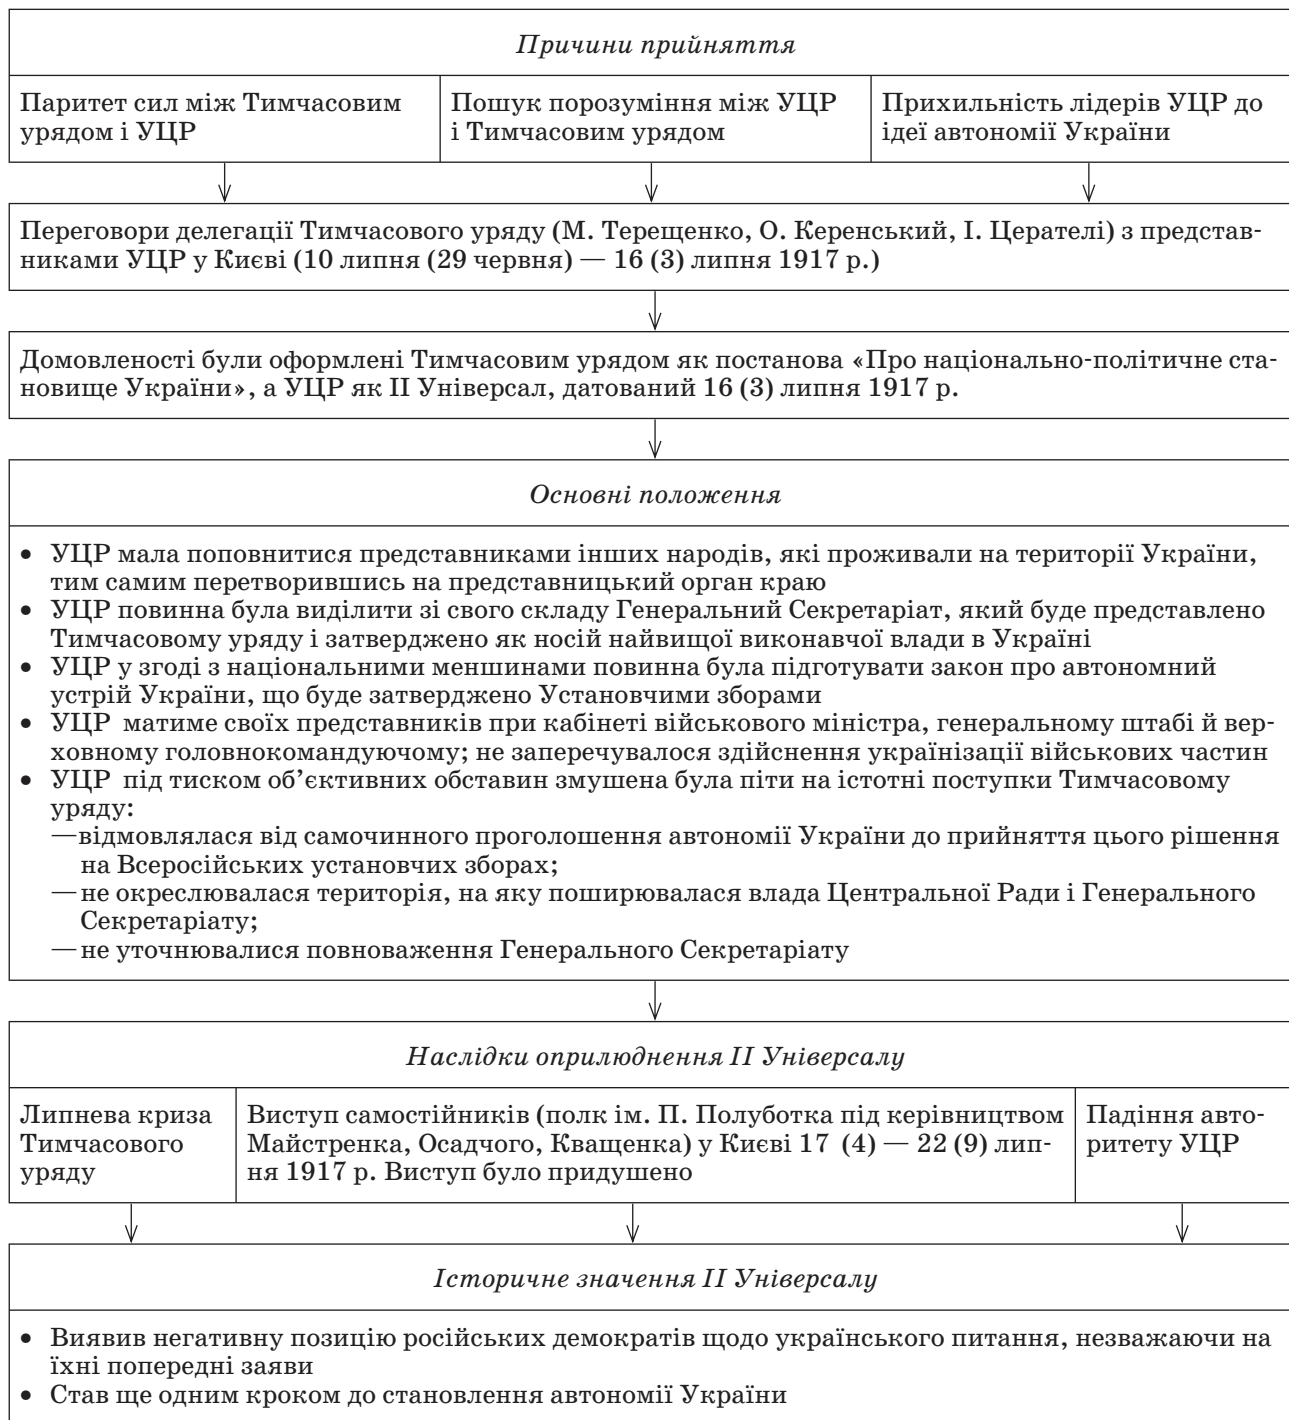 Причини прийняття
Паритет сил між Тимчасовим
урядом і УЦР
Пошук порозуміння між УЦР
і Тимчасовим урядом
Прихильність лідерів УЦР до
ідеї автономії України
Переговори делегації Тимчасового уряду (М. Терещенко, О. Керенський, І. Церателі) з представ-
никами УЦР у Києві (10 липня (29 червня) — 16 (3) липня 1917 р.)
Домовленості були оформлені Тимчасовим урядом як постанова «Про національно-політичне ста-
новище України», а УЦР як ІІ Універсал, датований 16 (3) липня 1917 р.
Основні положення
• УЦР мала поповнитися представниками інших народів, які проживали на території України,
тим самим перетворившись на представницький орган краю
• УЦР повинна була виділити зі свого складу Генеральний Секретаріат, який буде представлено
Тимчасовому уряду і затверджено як носій найвищої виконавчої влади в Україні
• УЦР у згоді з національними меншинами повинна була підготувати закон про автономний
устрій України, що буде затверджено Установчими зборами
• УЦР матиме своїх представників при кабінеті військового міністра, генеральному штабі й вер-
ховному головнокомандуючому; не заперечувалося здійснення українізації військових частин
• УЦР під тиском об’єктивних обставин змушена була піти на істотні поступки Тимчасовому
уряду:
— відмовлялася від самочинного проголошення автономії України до прийняття цього рішення
на Всеросійських установчих зборах;
— не окреслювалася територія, на яку поширювалася влада Центральної Ради і Генерального
Секретаріату;
— не уточнювалися повноваження Генерального Секретаріату
Наслідки оприлюднення ІІ Універсалу
Липнева криза
Тимчасового
уряду
Виступ самостійників (полк ім. П. Полуботка під керівництвом
Майстренка, Осадчого, Кващенка) у Києві 17 (4) — 22 (9) лип-
ня 1917 р. Виступ було придушено
Падіння авто-
ритету УЦР
Історичне значення ІІ Універсалу
• Виявив негативну позицію російських демократів щодо українського питання, незважаючи на
їхні попередні заяви
• Став ще одним кроком до становлення автономії України